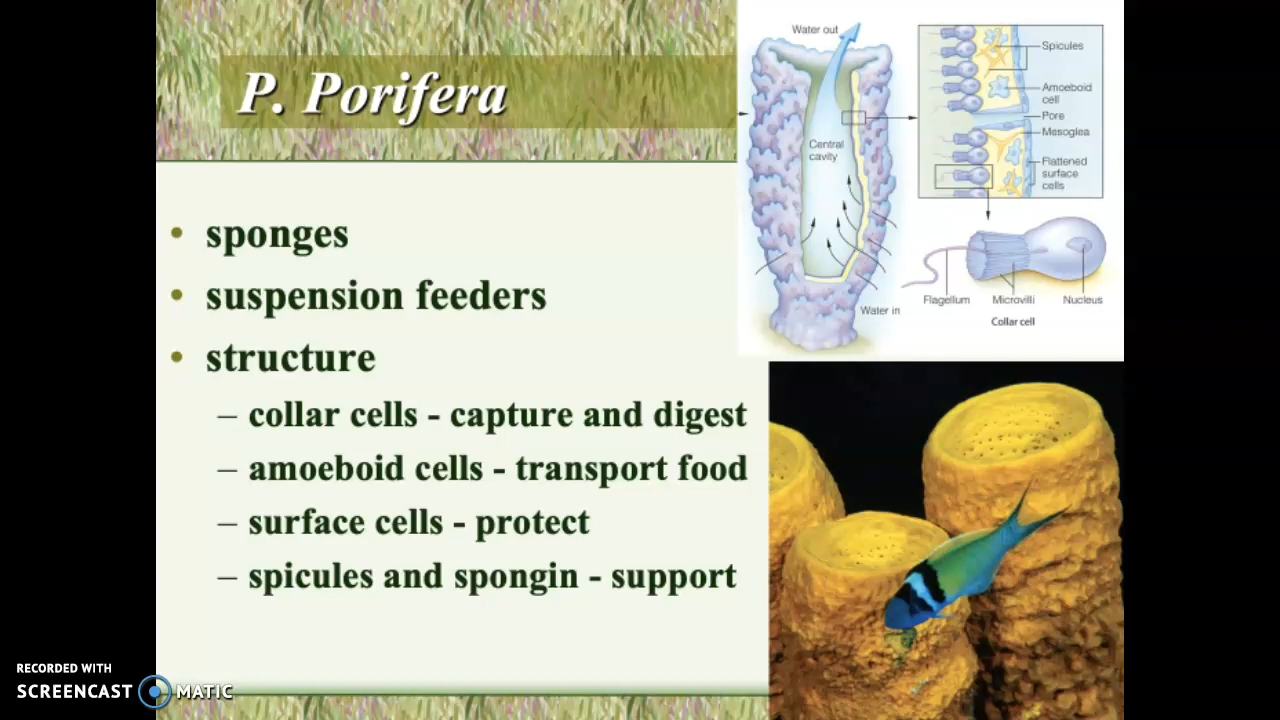 P. Porifera
• sponges
• suspension feeders
• structure
– collar cells - capture and digest
– amoeboid cells - transport food
– surface cells - protect
– spicules and spongin - support
Water out
Central
cavity
Water in
Spicules
Amoeboid
cell
Pore
Mesoglea
Flattened
surface
cells
Flagellum
Microvilli
Nucleus
Collar cell
RECORDED WITH
SCREENCAST MATIC